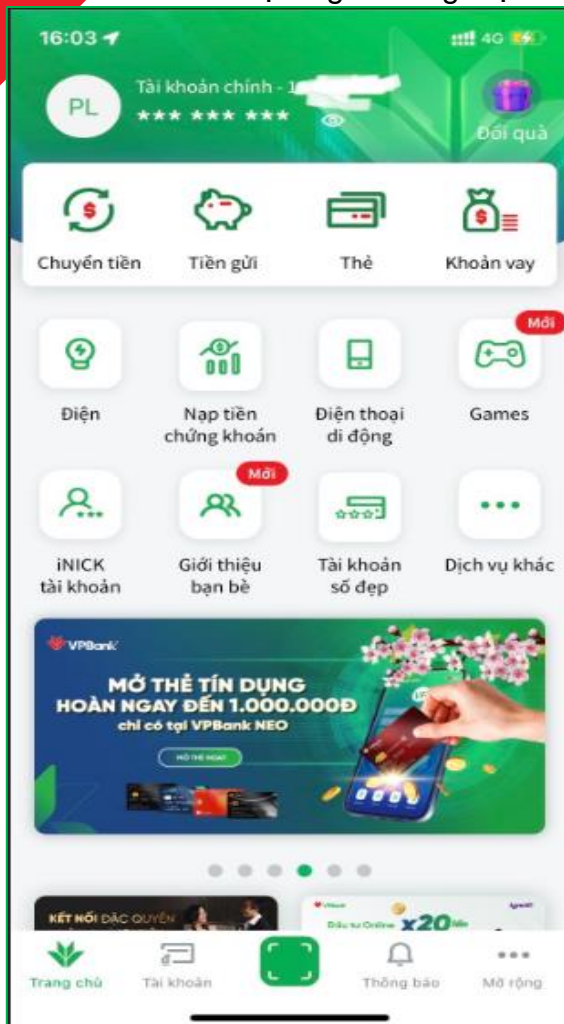 16:03
4G
PL
Tài khoản chính - 1
*** *** ***
Đổi quà
Chuyển tiền
Tiền gửi
Thẻ
Khoản vay
Mới
Điện
Nạp tiền
chứng khoán
Điện thoại
di động
Games
Mới
iNICK
tài khoản
Giới thiệu
bạn bè
Tài khoản
số đẹp
Dịch vụ khác
VPBank
MỞ THẺ TÍN DỤNG
HOÀN NGAY ĐẾN 1.000.000Đ
chỉ có tại VPBank NEO
MỞ THẺ NGAY
KẾT NỐI ĐẶC QUYỀN
Đầu tư Online x20
Trang chủ
Tài khoản
Thông báo
Mở rộng